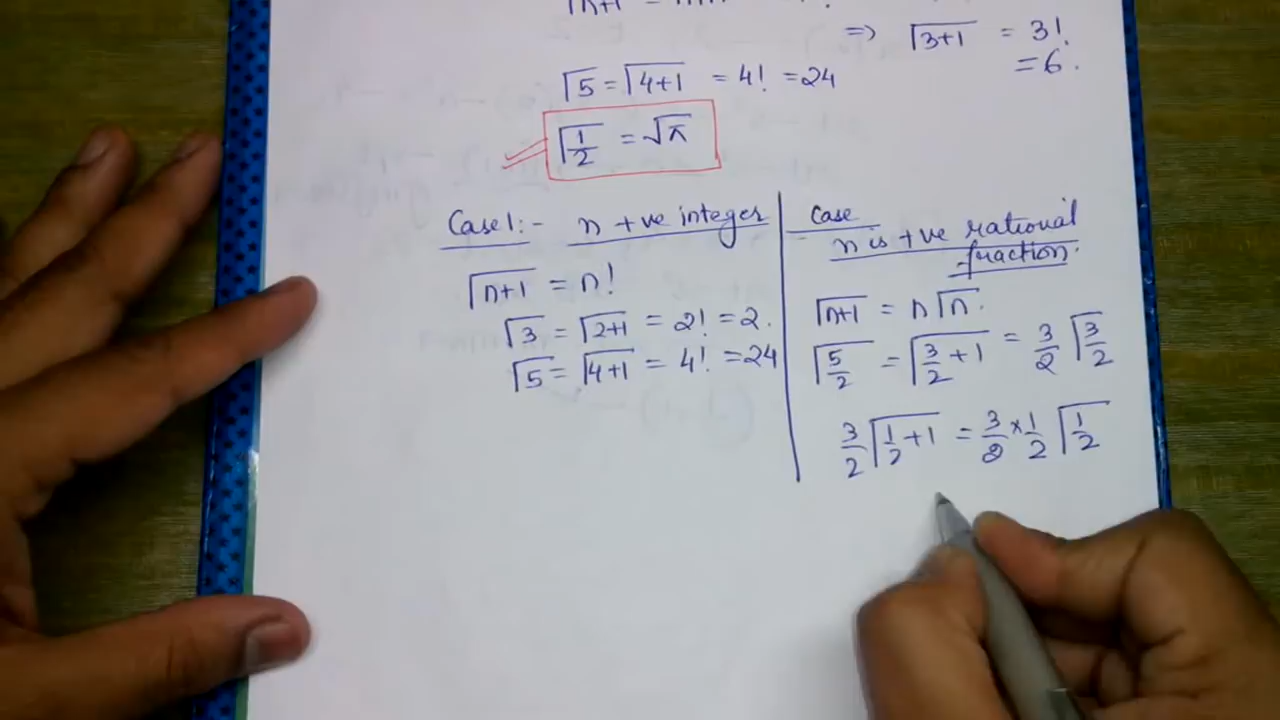 ⇒ Γ3+1 = 3!
= 6.
Γ5 = Γ4+1 = 4! = 24
Γ1/2 = √π
Case 1:- n +ve integer
Γn+1 = n!
Γ3 = Γ2+1 = 2! = 2.
Γ5 = Γ4+1 = 4! = 24
Case
n is +ve rational
fraction.
Γn+1 = n Γn.
Γ5/2 = Γ3/2 + 1 = 3/2 Γ3/2
3/2 Γ1/2 + 1 = 3/2 × 1/2 Γ1/2